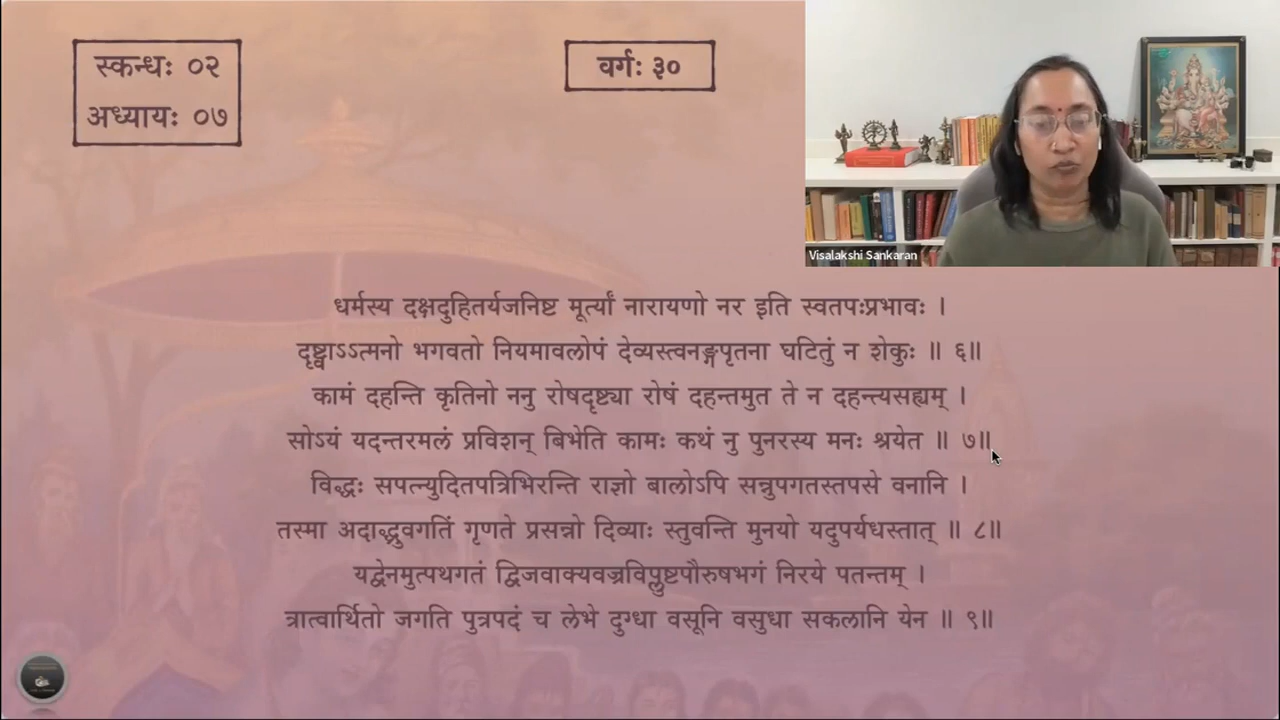 स्कन्धः ०२
अध्यायः ०७
वर्गः ३०
Visalakshi Sankaran
धर्मस्य दक्षदुहितर्यजनिष्ट मूर्त्यां नारायणो नर इति स्वतपःप्रभावः ।
दृष्ट्वाऽऽत्मनो भगवतो नियमावलोपं देव्यस्त्वनङ्गपृतना घटितुं न शेकुः ॥ ६॥
कामं दहन्ति कृतिनो ननु रोषदृष्ट्या रोषं दहन्तमुत ते न दहन्त्यसह्यम् ।
सोऽयं यदन्तरमलं प्रविशन् बिभेति कामः कथं नु पुनरस्य मनः श्रयेत ॥ ७॥
विद्धः सपत्न्युदितपत्रिभिरन्ति राज्ञो बालोऽपि सन्नुपगतस्तपसे वनानि ।
तस्मा अदाद्ध्रुवगतिं गृणते प्रसन्नो दिव्याः स्तुवन्ति मुनयो यदुपर्यधस्तात् ॥ ८॥
यद्वेनमुत्पथगतं द्विजवाक्यवज्रविप्लुष्टपौरुषभगं निरये पतन्तम् ।
त्रात्वार्थितो जगति पुत्रपदं च लेभे दुग्धा वसूनि वसुधा सकलानि येन ॥ ९॥